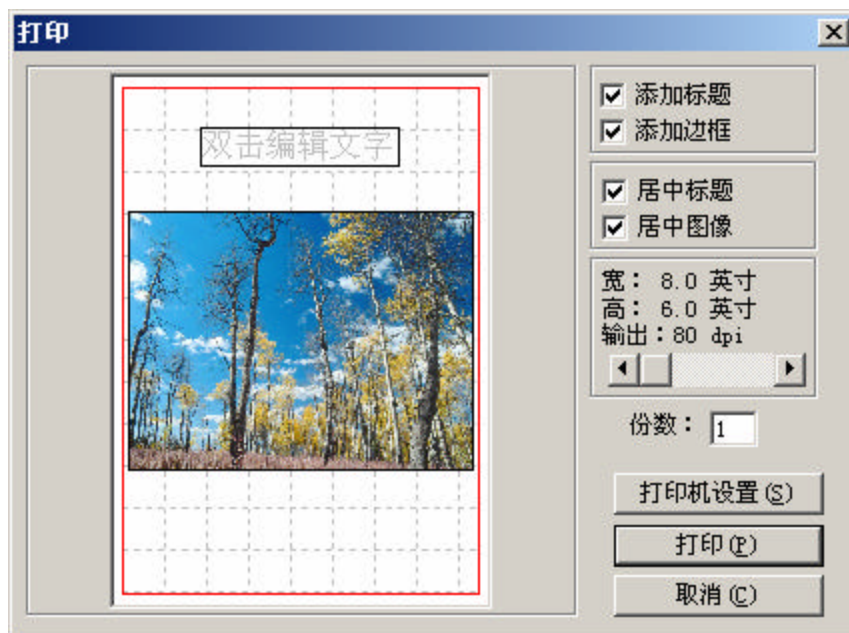 打印
双击编辑文字
添加标题
添加边框
居中标题
居中图像
宽： 8.0 英寸
高： 6.0 英寸
输出：80 dpi
份数： 1
打印机设置(S)
打印(P)
取消(C)